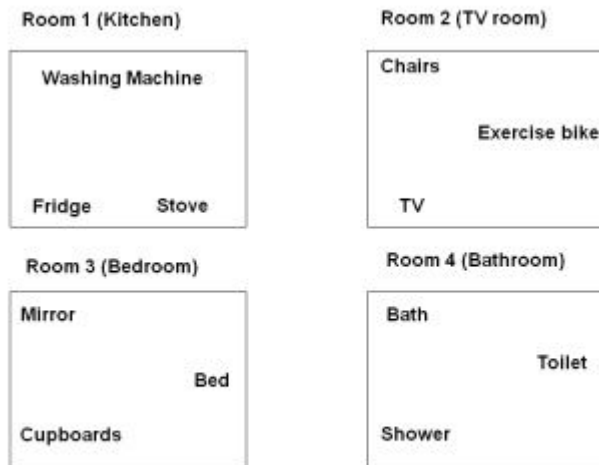 Room 1 (Kitchen)
Washing Machine
Fridge Stove
Room 2 (TV room)
Chairs
Exercise bike
TV
Room 3 (Bedroom)
Mirror
Bed
Cupboards
Room 4 (Bathroom)
Bath
Toilet
Shower